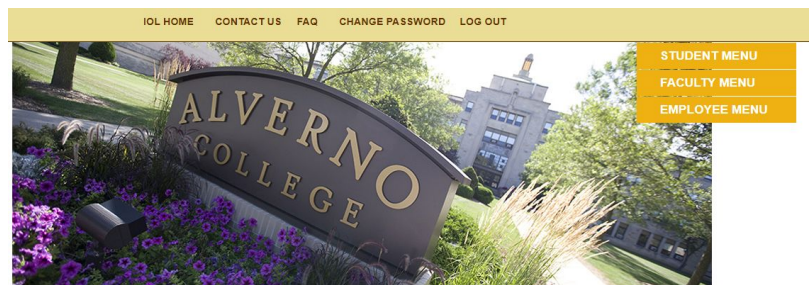 IOL HOME CONTACT US FAQ CHANGE PASSWORD LOG OUT
STUDENT MENU
FACULTY MENU
EMPLOYEE MENU
ALVERNO
COLLEGE